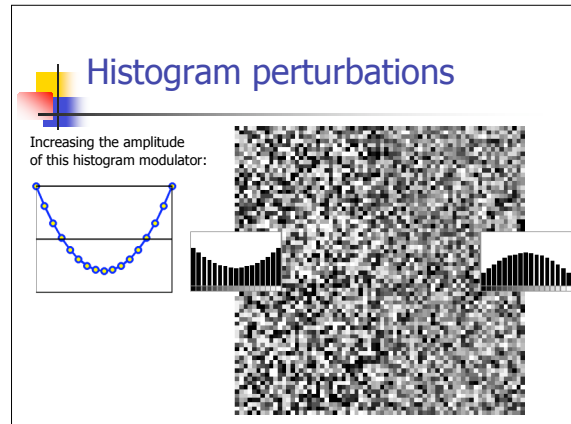 Histogram perturbations
Increasing the amplitude
of this histogram modulator: